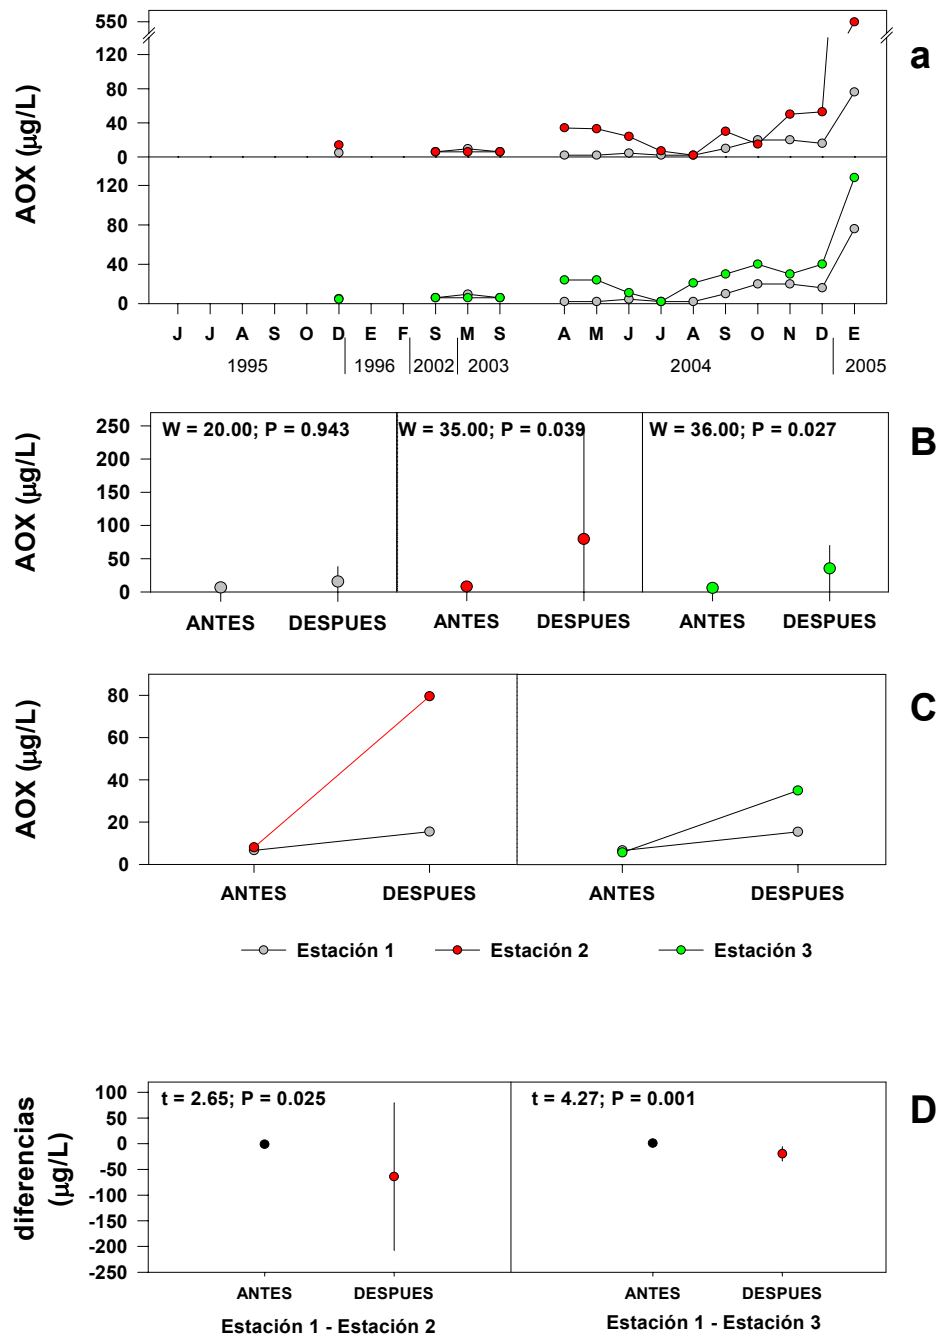 a
AOX (µg/L)
550
120
80
40
0
AOX (µg/L)
120
80
40
0
J J A S O D E F S M S A M J J A S O N D E
1995 1996 2002 2003 2004 2005
B
AOX (µg/L)
250
200
150
100
50
0
W = 20.00; P = 0.943
W = 35.00; P = 0.039
W = 36.00; P = 0.027
ANTES DESPUES ANTES DESPUES ANTES DESPUES
C
AOX (µg/L)
80
60
40
20
0
ANTES DESPUES ANTES DESPUES
Estación 1 Estación 2 Estación 3
D
diferencias
(µg/L)
100
50
0
-50
-100
-150
-200
-250
t = 2.65; P = 0.025
t = 4.27; P = 0.001
ANTES DESPUES ANTES DESPUES
Estación 1 - Estación 2
Estación 1 - Estación 3